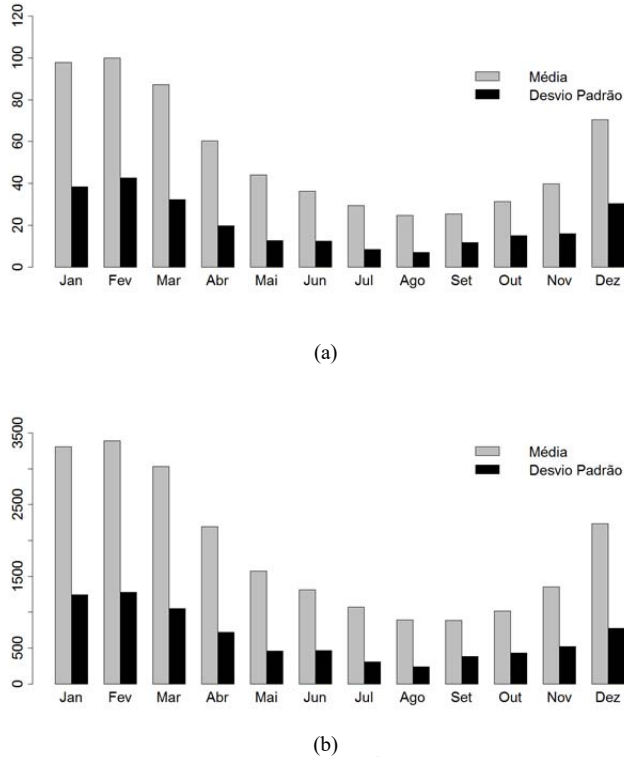 120
100
80
60
40
20
0
Média
Desvio Padrão
Jan Fev Mar Abr Mai Jun Jul Ago Set Out Nov Dez
(a)
3500
2500
1500
500
0
Média
Desvio Padrão
Jan Fev Mar Abr Mai Jun Jul Ago Set Out Nov Dez
(b)